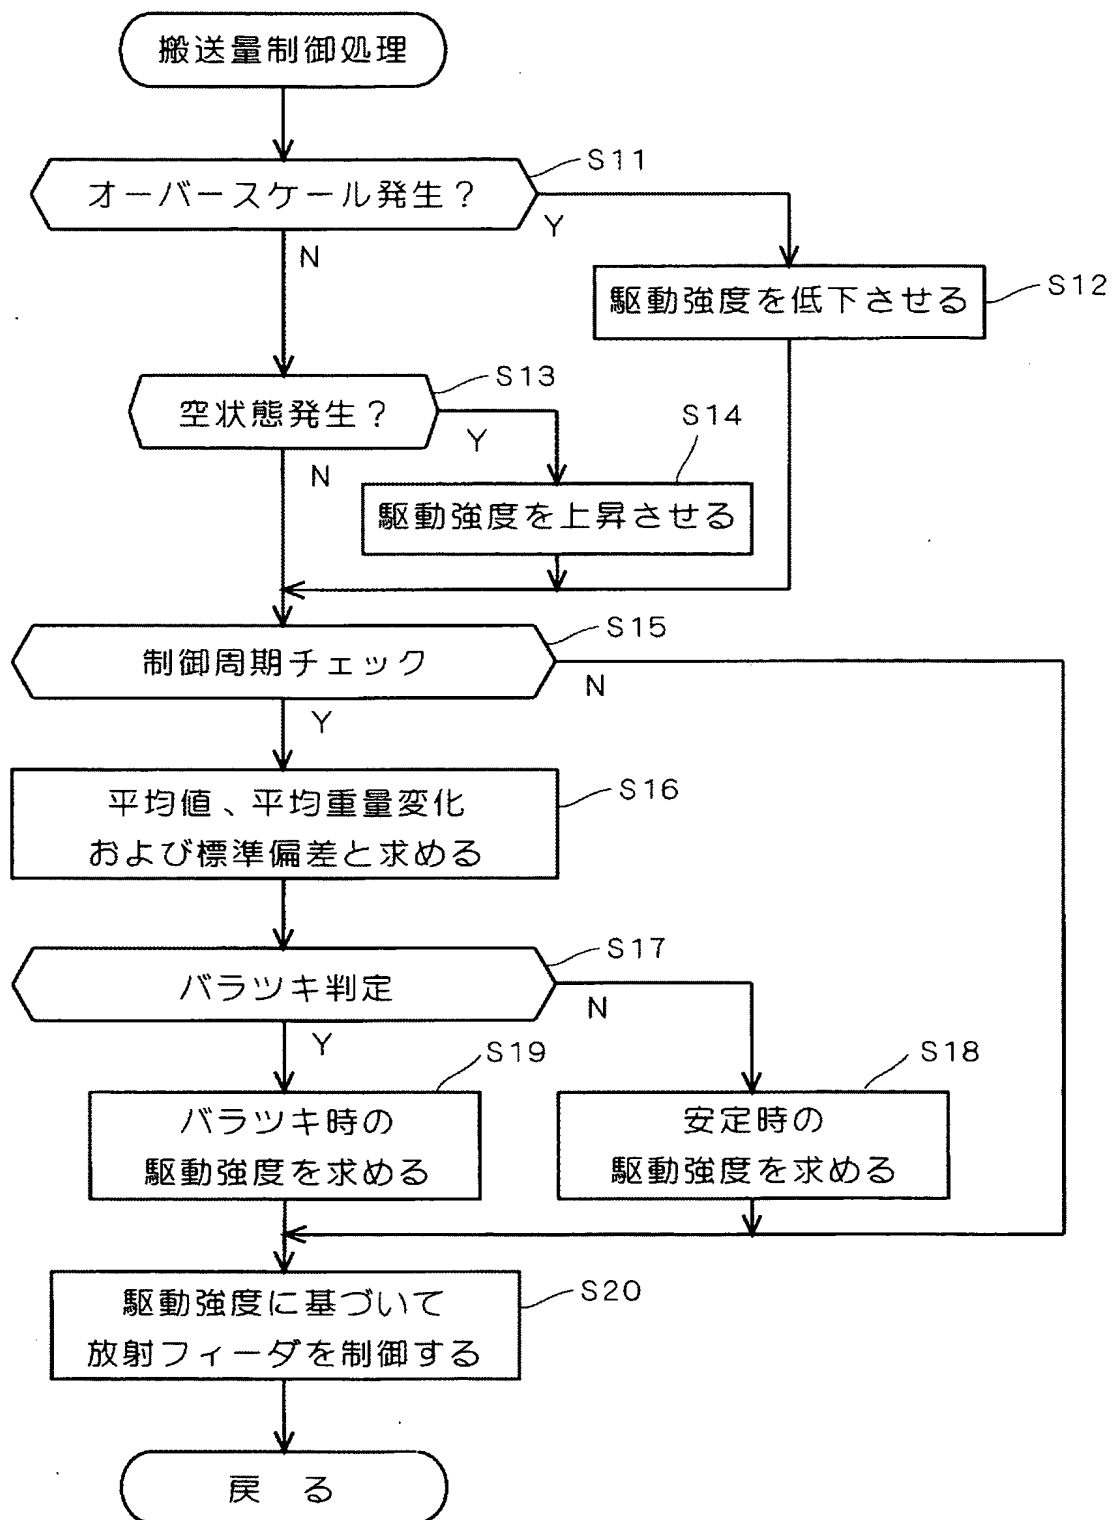 搬送量制御処理
S11
オーバースケール発生？
Y
N
S12
駆動強度を低下させる
S13
空状態発生？
Y
N
S14
駆動強度を上昇させる
S15
制御周期チェック
N
Y
S16
平均値、平均重量変化
および標準偏差と求める
S17
バラツキ判定
N
Y
S19
バラツキ時の
駆動強度を求める
S18
安定時の
駆動強度を求める
S20
駆動強度に基づいて
放射フィーダを制御する
戻る